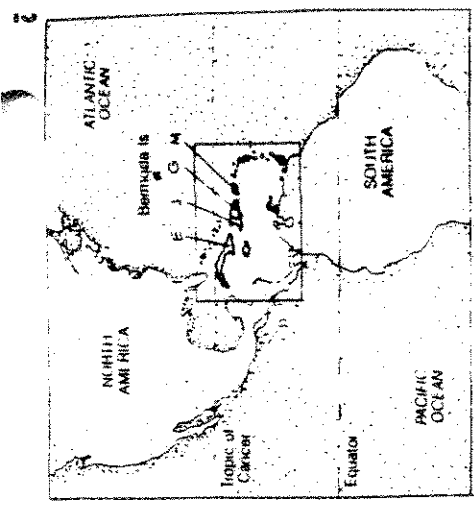 ATLANTIC
OCEAN
Bermuda Is
NORTH
AMERICA
E
J
G
M
Tropic of
Cancer
Equator
SOUTH
AMERICA
PACIFIC
OCEAN